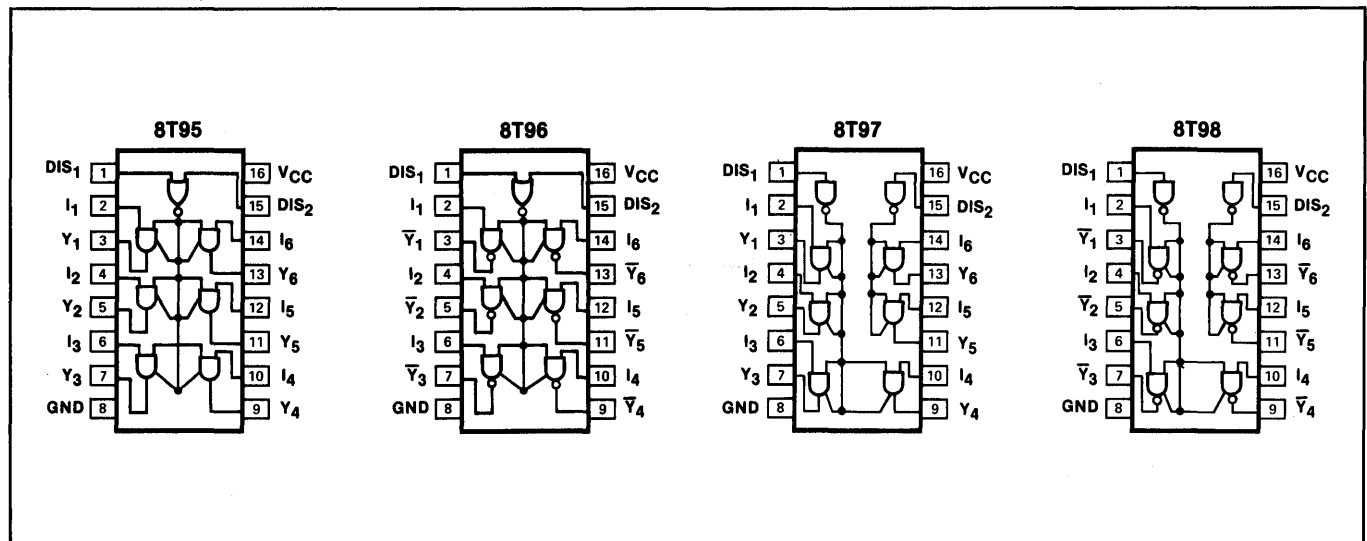 8T95
DIS1 1 16 VCC
I1 2 15 DIS2
Y1 3 14 I6
I2 4 13 Y6
Y2 5 12 I5
I3 6 11 Y5
Y3 7 10 I4
GND 8 9 Y4
8T96
DIS1 1 16 VCC
I1 2 15 DIS2
Y̅1 3 14 I6
I2 4 13 Y̅6
Y̅2 5 12 I5
I3 6 11 Y̅5
Y̅3 7 10 I4
GND 8 9 Y̅4
8T97
DIS1 1 16 VCC
I1 2 15 DIS2
Y1 3 14 I6
I2 4 13 Y6
Y2 5 12 I5
I3 6 11 Y5
Y3 7 10 I4
GND 8 9 Y4
8T98
DIS1 1 16 VCC
I1 2 15 DIS2
Y̅1 3 14 I6
I2 4 13 Y̅6
Y̅2 5 12 I5
I3 6 11 Y̅5
Y̅3 7 10 I4
GND 8 9 Y̅4